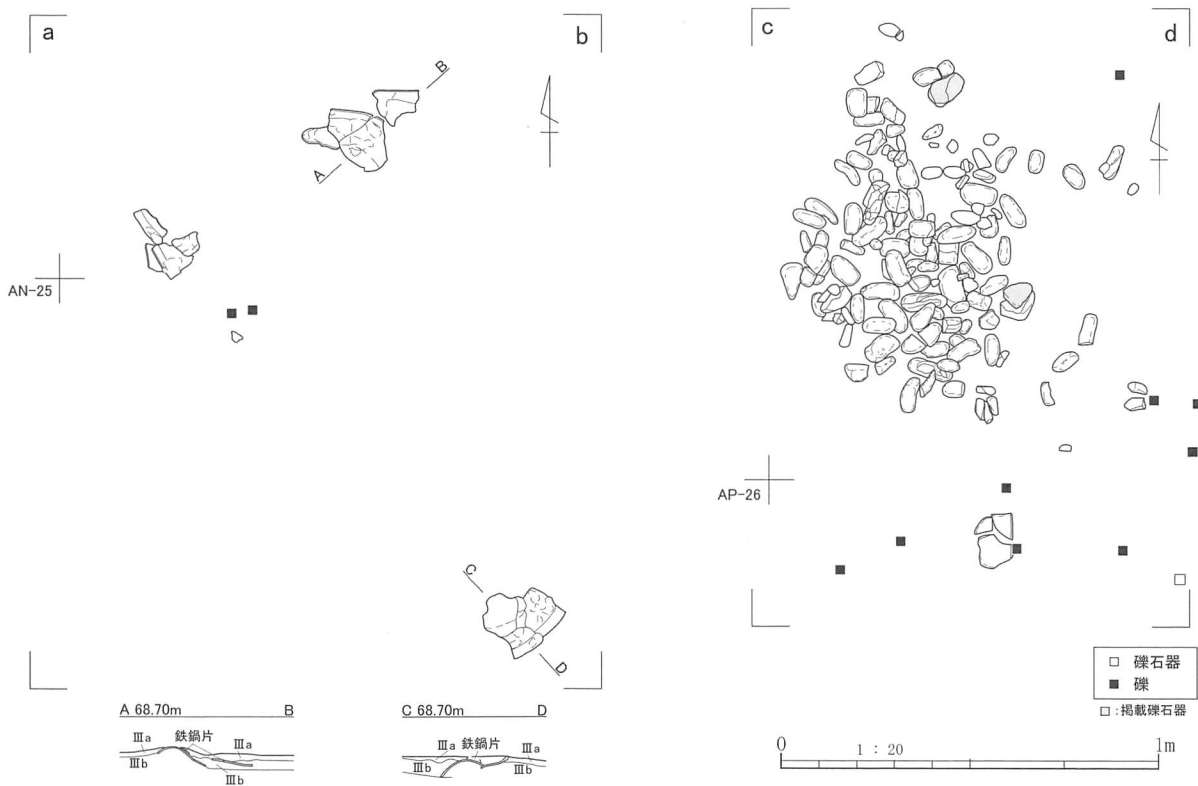 a
b
B
A
AN-25
C
D
A 68.70m B
Ⅲa 鉄鍋片 Ⅲa
Ⅲb Ⅲb
C 68.70m D
Ⅲa 鉄鍋片 Ⅲa
Ⅲb Ⅲb
c
d
AP-26
□ 礫石器
■ 礫
□ :掲載礫石器
0 1 : 20 1m